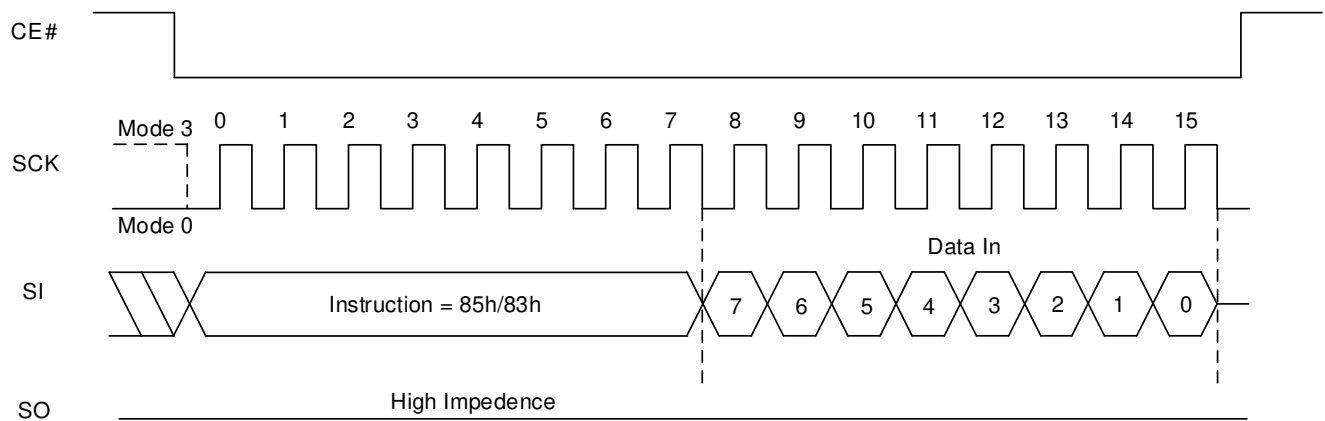 CE#
Mode 3 0 1 2 3 4 5 6 7 8 9 10 11 12 13 14 15
SCK
Mode 0
Data In
SI Instruction = 85h/83h 7 6 5 4 3 2 1 0
High Impedence
SO